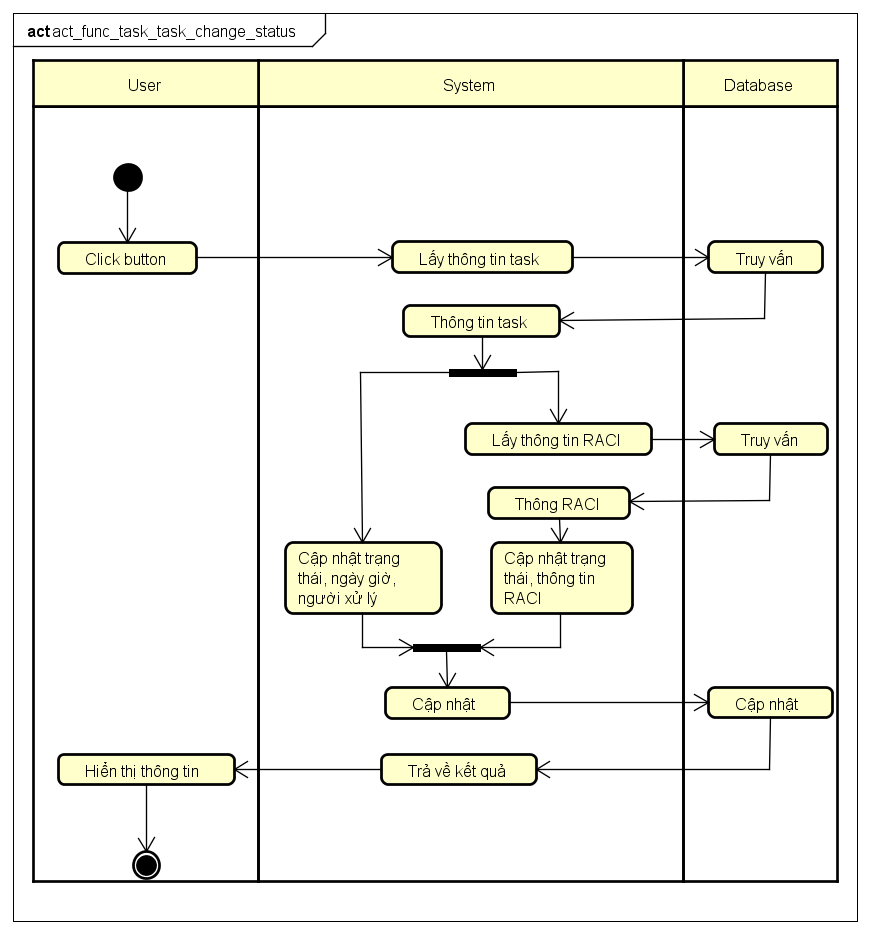 act act_func_task_task_change_status
User
System
Database
Click button
Lấy thông tin task
Truy vấn
Thông tin task
Lấy thông tin RACI
Truy vấn
Thông RACI
Cập nhật trạng
thái, ngày giờ,
người xử lý
Cập nhật trạng
thái, thông tin
RACI
Cập nhật
Cập nhật
Hiển thị thông tin
Trả về kết quả